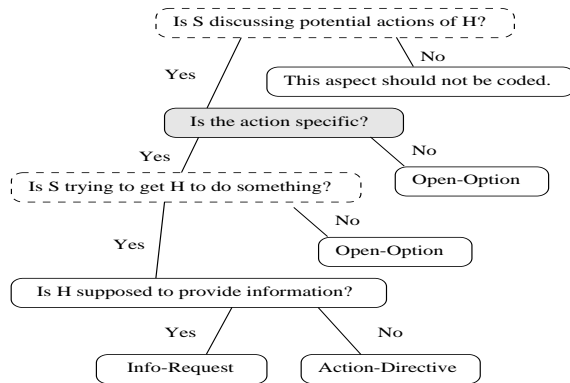 Is S discussing potential actions of H?
Yes
No
This aspect should not be coded.
Is the action specific?
Yes
No
Open-Option
Is S trying to get H to do something?
Yes
No
Open-Option
Is H supposed to provide information?
Yes
No
Info-Request
Action-Directive